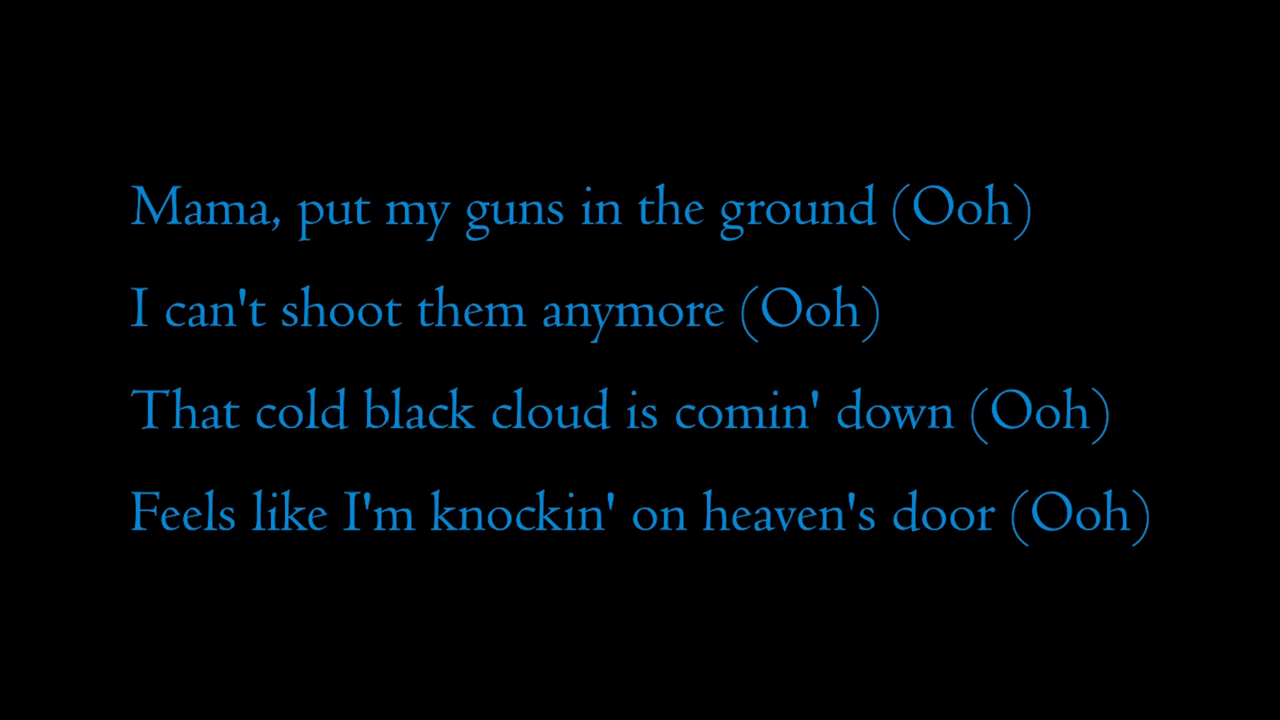 Mama, put my guns in the ground (Ooh)
I can't shoot them anymore (Ooh)
That cold black cloud is comin' down (Ooh)
Feels like I'm knockin' on heaven's door (Ooh)